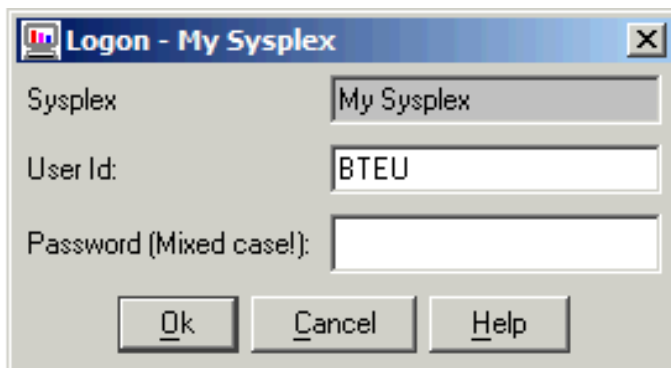 Logon - My Sysplex
Sysplex My Sysplex
User Id: BTEU
Password (Mixed case!):
Ok Cancel Help